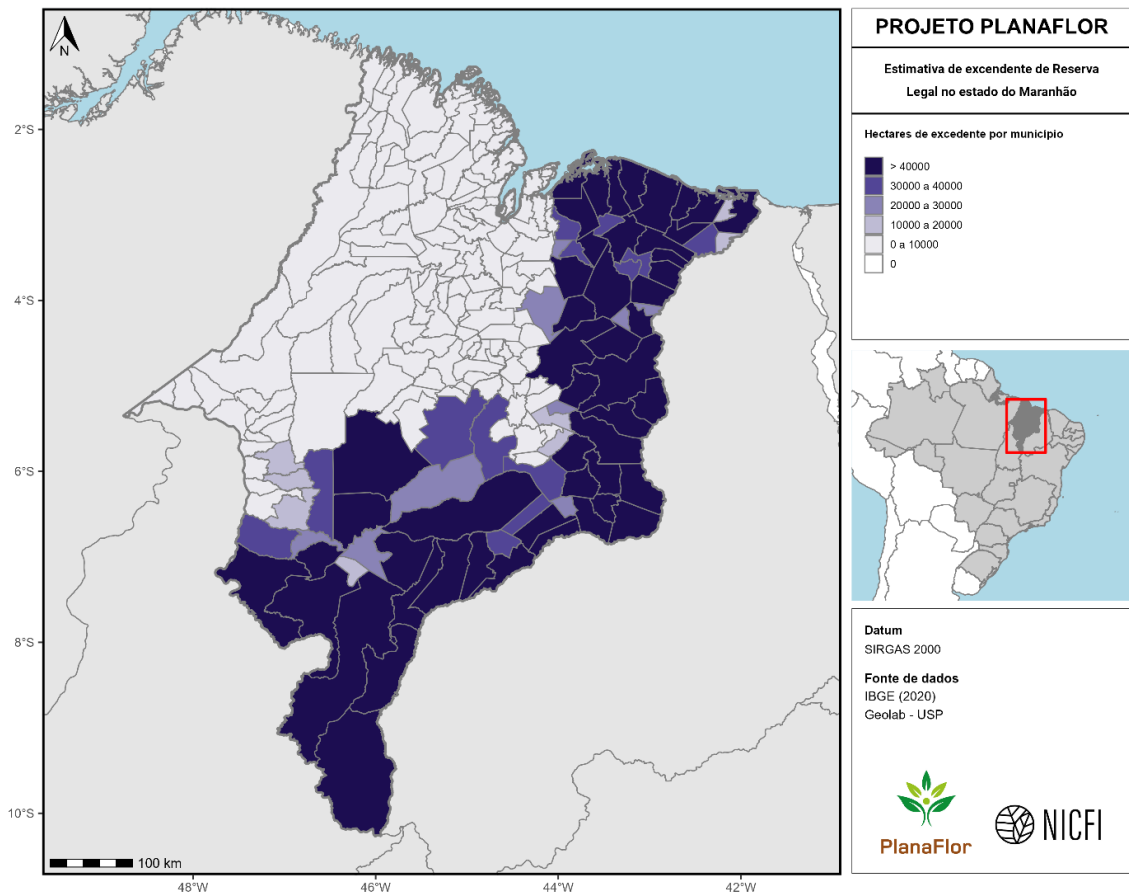 N
2°S
4°S
6°S
8°S
10°S
100 km
48°W
46°W
44°W
42°W
PROJETO PLANAFLOR
Estimativa de excendente de Reserva
Legal no estado do Maranhão
Hectares de excedente por município
> 40000
30000 a 40000
20000 a 30000
10000 a 20000
0 a 10000
0
Datum
SIRGAS 2000
Fonte de dados
IBGE (2020)
Geolab - USP
PlanaFlor
NICFI